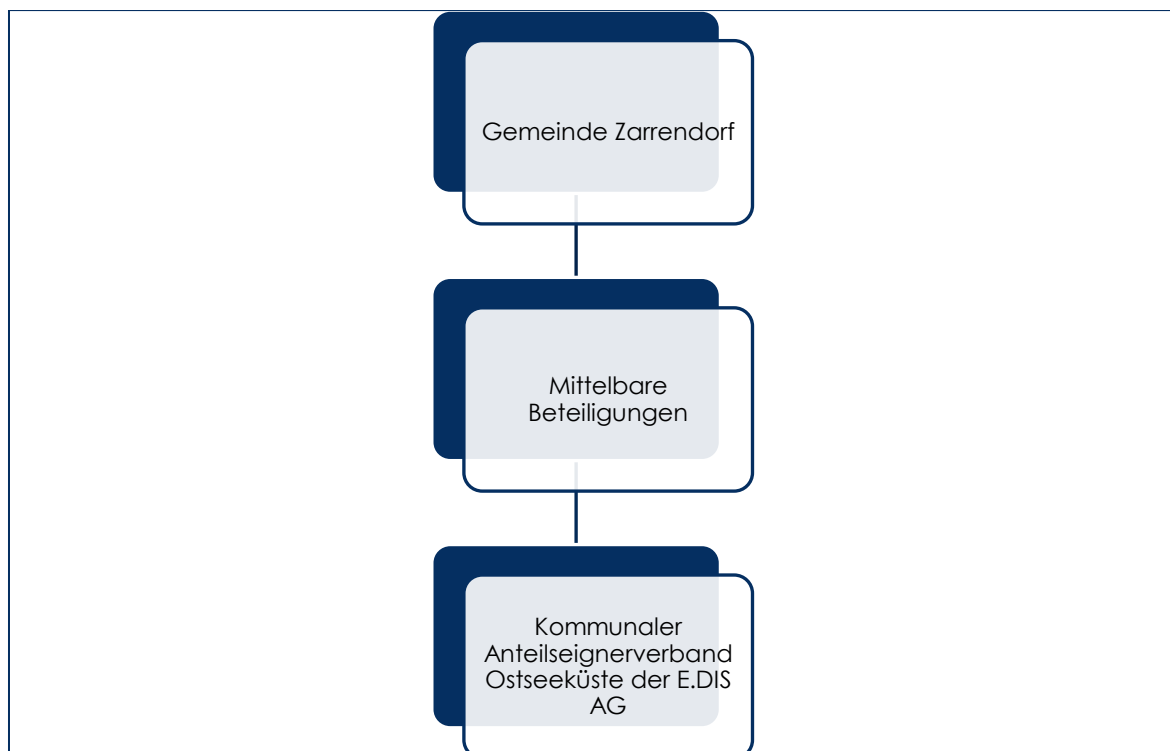 Gemeinde Zarrendorf
Mittelbare
Beteiligungen
Kommunaler
Anteilseignerverband
Ostseeküste der E.DIS
AG